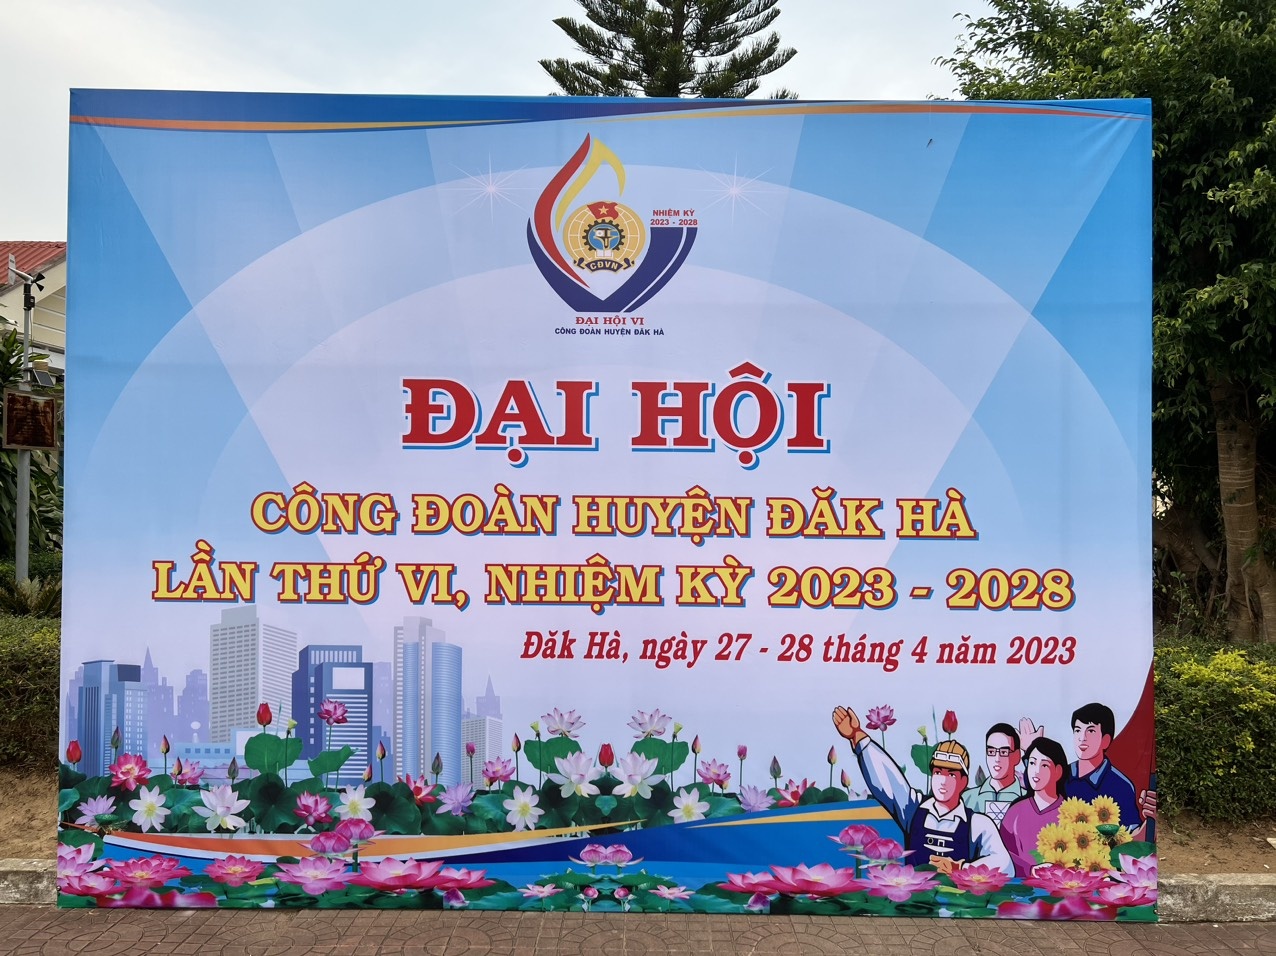 NHIỆM KỲ
2023 - 2028
CĐVN
ĐẠI HỘI VI
CÔNG ĐOÀN HUYỆN ĐĂK HÀ
ĐẠI HỘI
CÔNG ĐOÀN HUYỆN ĐĂK HÀ
LẦN THỨ VI, NHIỆM KỲ 2023 - 2028
Đăk Hà, ngày 27 - 28 tháng 4 năm 2023